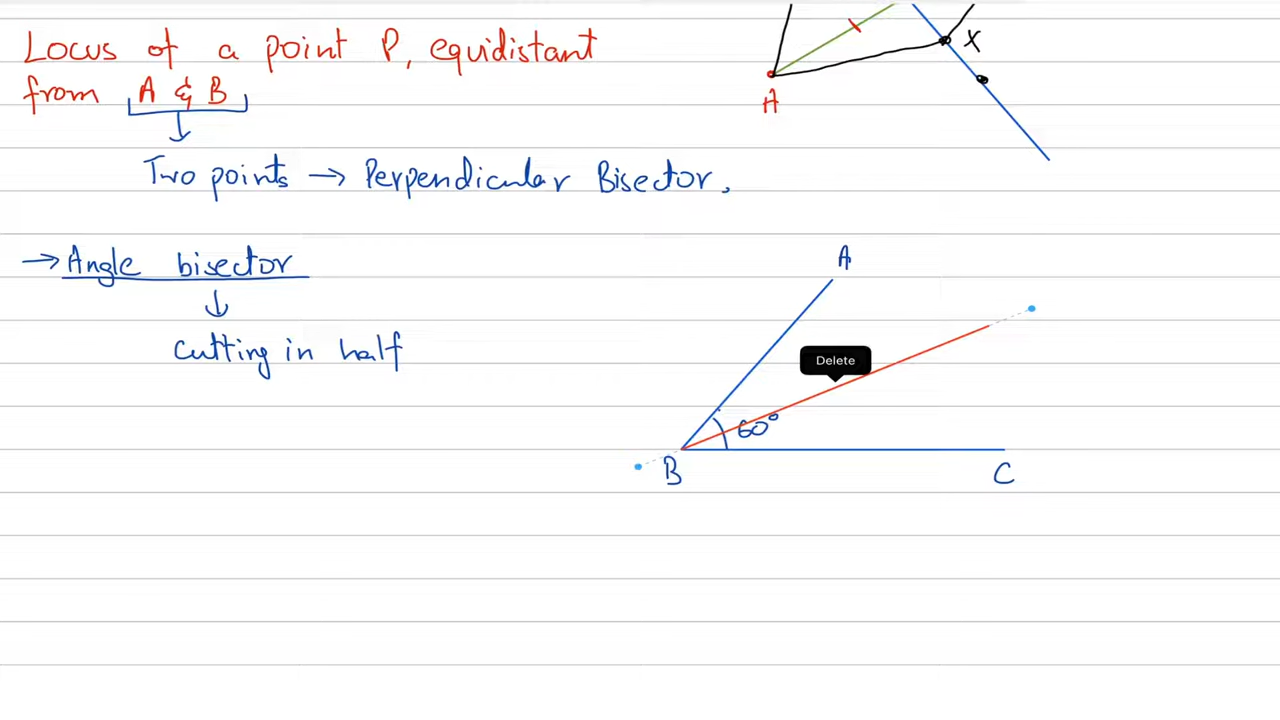 Locus of a point P, equidistant
from A & B
Two points → Perpendicular Bisector.
X
A
→ Angle bisector
Cutting in half
A
Delete
60°
B
C